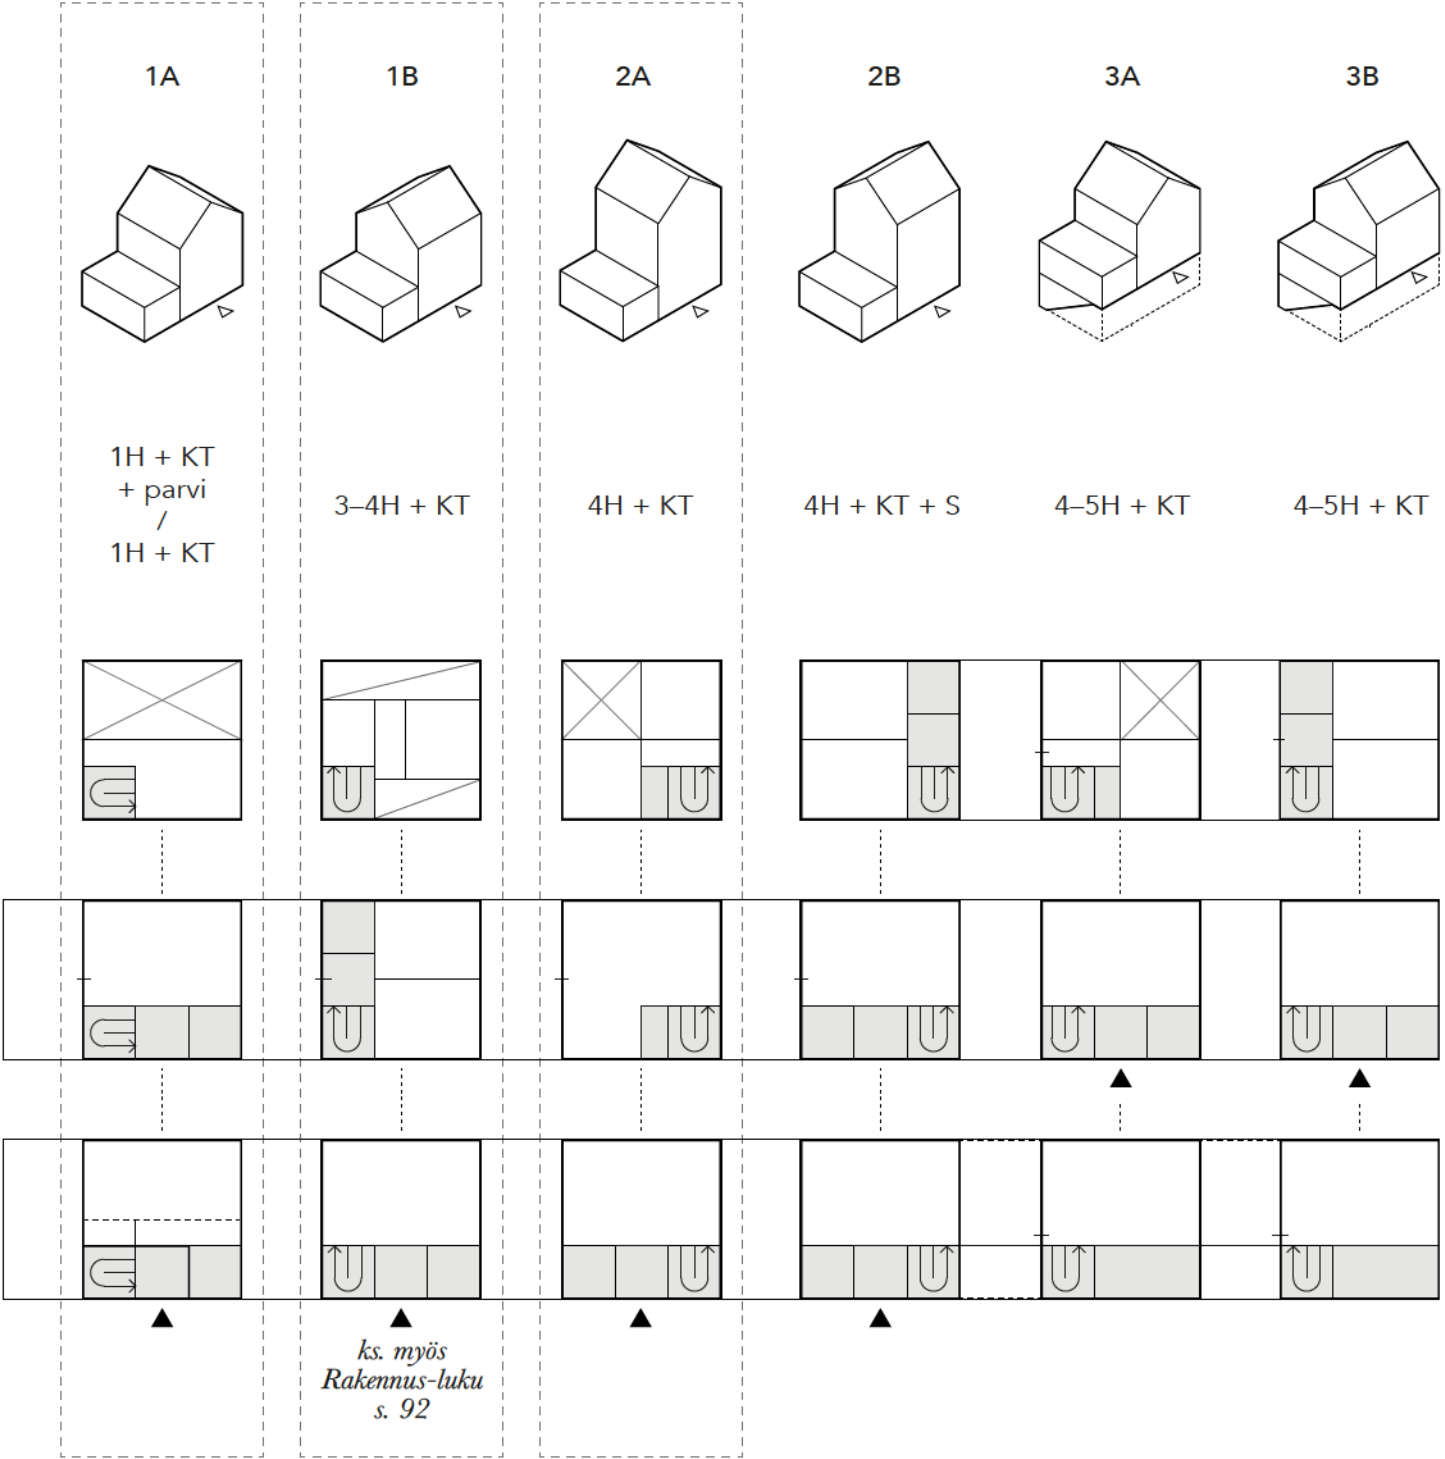 1A
1B
2A
2B
3A
3B
1H + KT
+ parvi
/
1H + KT
3–4H + KT
4H + KT
4H + KT + S
4–5H + KT
4–5H + KT
ks. myös
Rakennus-luku
s. 92